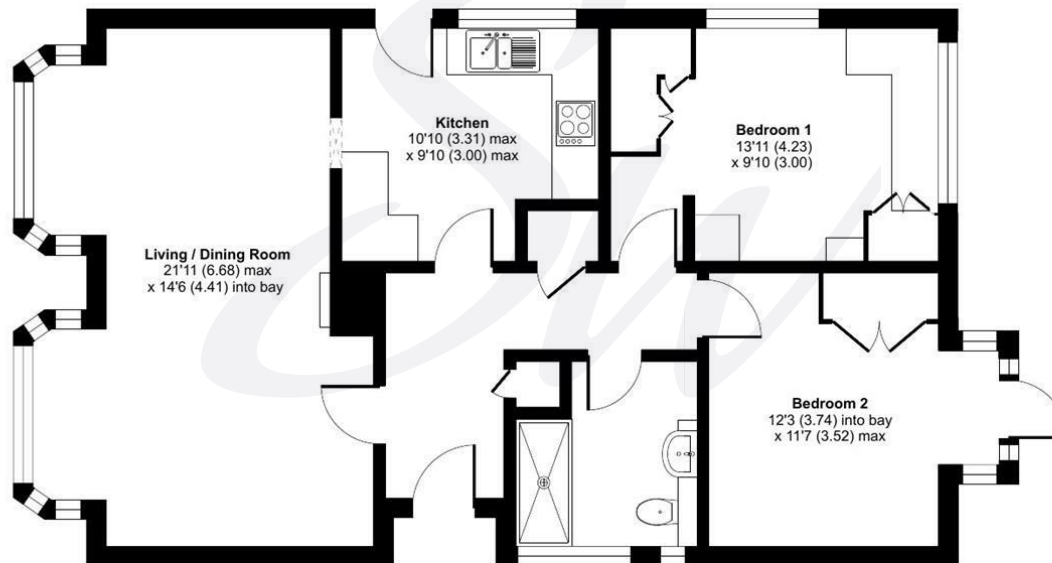 Kitchen
10'10 (3.31) max
x 9'10 (3.00) max
Bedroom 1
13'11 (4.23)
x 9'10 (3.00)
Living / Dining Room
21'11 (6.68) max
x 14'6 (4.41) into bay
Bedroom 2
12'3 (3.74) into bay
x 11'7 (3.52) max
Sw